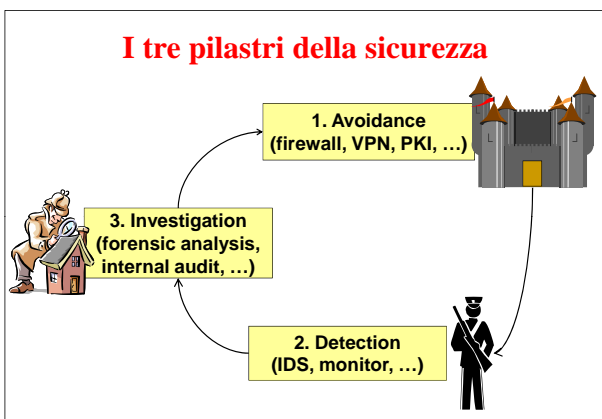 I tre pilastri della sicurezza
1. Avoidance
(firewall, VPN, PKI, …)
3. Investigation
(forensic analysis,
internal audit, …)
2. Detection
(IDS, monitor, …)